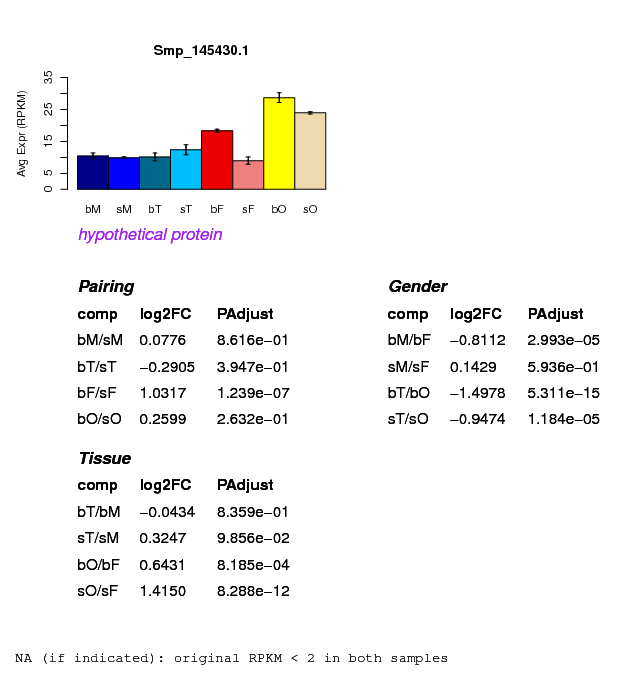 Smp_145430.1
Avg Expr (RPKM)
0 5 15 25 35
bM sM bT sT bF sF bO sO
hypothetical protein
Pairing
comp log2FC PAdjust
bM/sM 0.0776 8.616e−01
bT/sT −0.2905 3.947e−01
bF/sF 1.0317 1.239e−07
bO/sO 0.2599 2.632e−01
Gender
comp log2FC PAdjust
bM/bF −0.8112 2.993e−05
sM/sF 0.1429 5.936e−01
bT/bO −1.4978 5.311e−15
sT/sO −0.9474 1.184e−05
Tissue
comp log2FC PAdjust
bT/bM −0.0434 8.359e−01
sT/sM 0.3247 9.856e−02
bO/bF 0.6431 8.185e−04
sO/sF 1.4150 8.288e−12
NA (if indicated): original RPKM < 2 in both samples